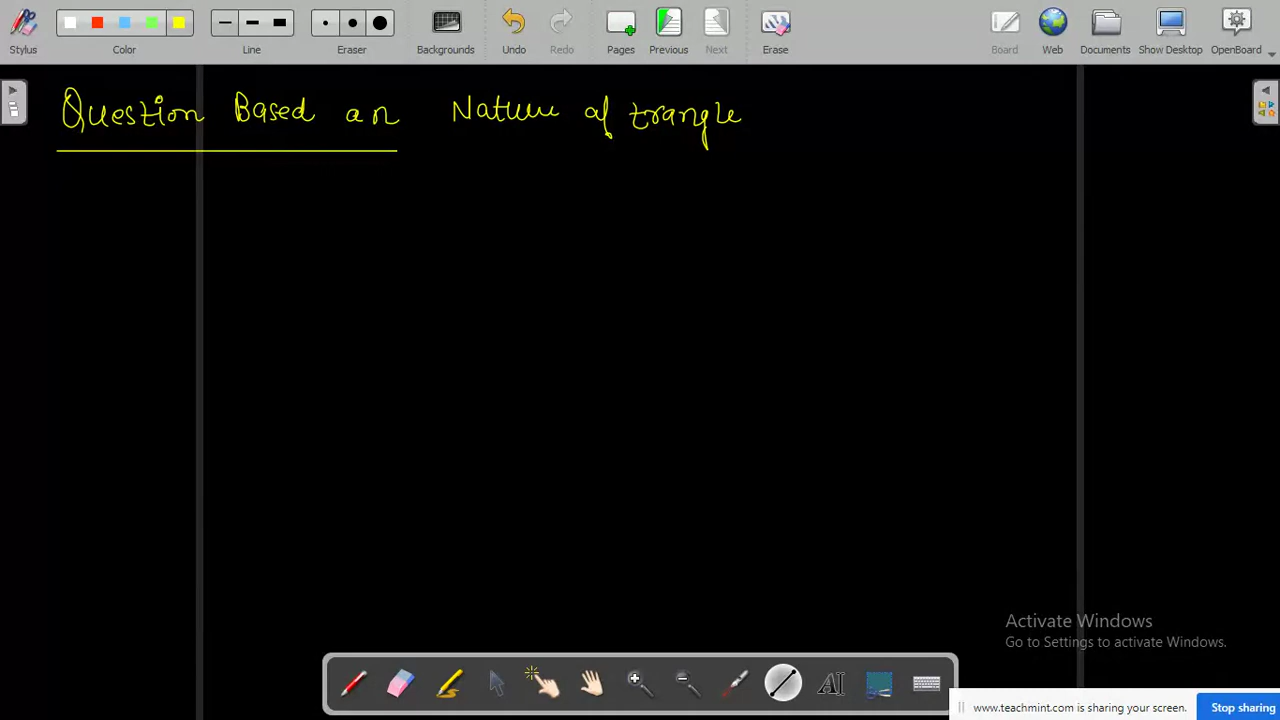 Stylus Color Line Eraser Backgrounds Undo Redo Pages Previous Next Erase Board Web Documents Show Desktop OpenBoard
Question Based an Nature of trangle
Activate Windows
Go to Settings to activate Windows.
AI
www.teachmint.com is sharing your screen. Stop sharing